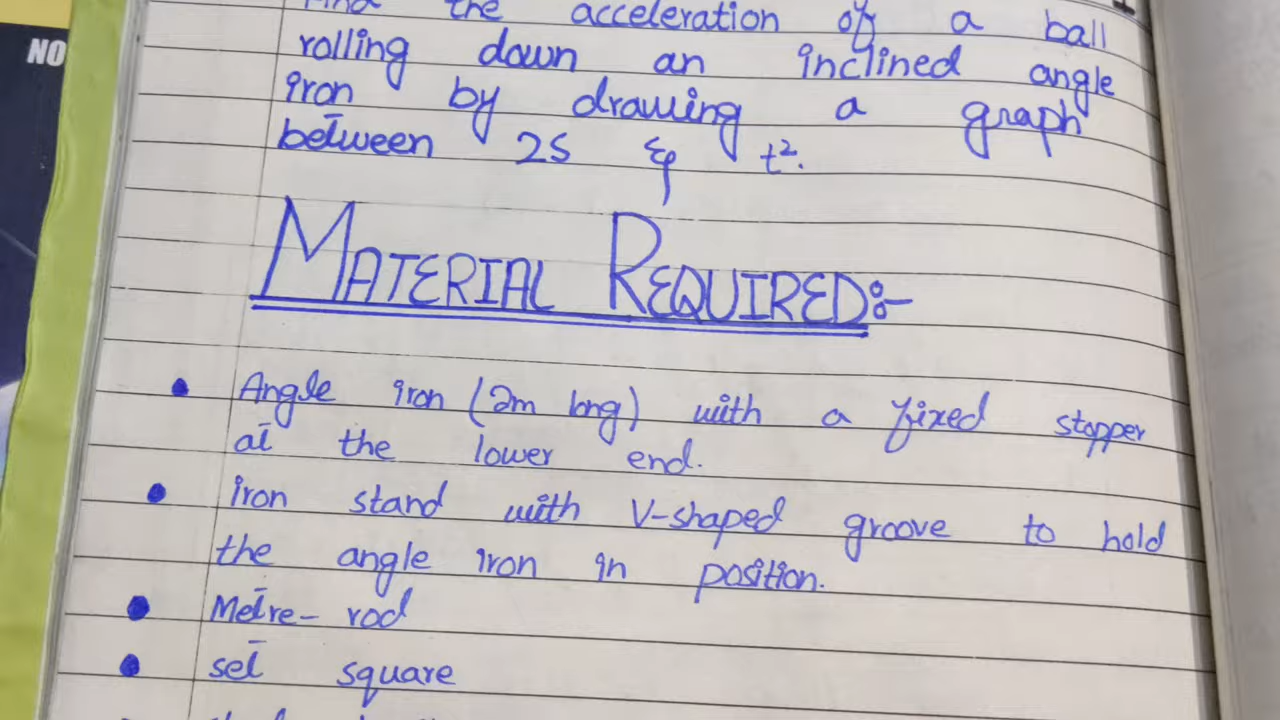 NO
Find the acceleration of a ball
rolling down an inclined angle
iron by drawing a graph
between 2S & t².
MATERIAL REQUIRED:-
• Angle iron (2m long) with a fixed stopper
at the lower end.
• iron stand with V-shaped groove to hold
the angle iron in position.
• Metre-rod
• set square